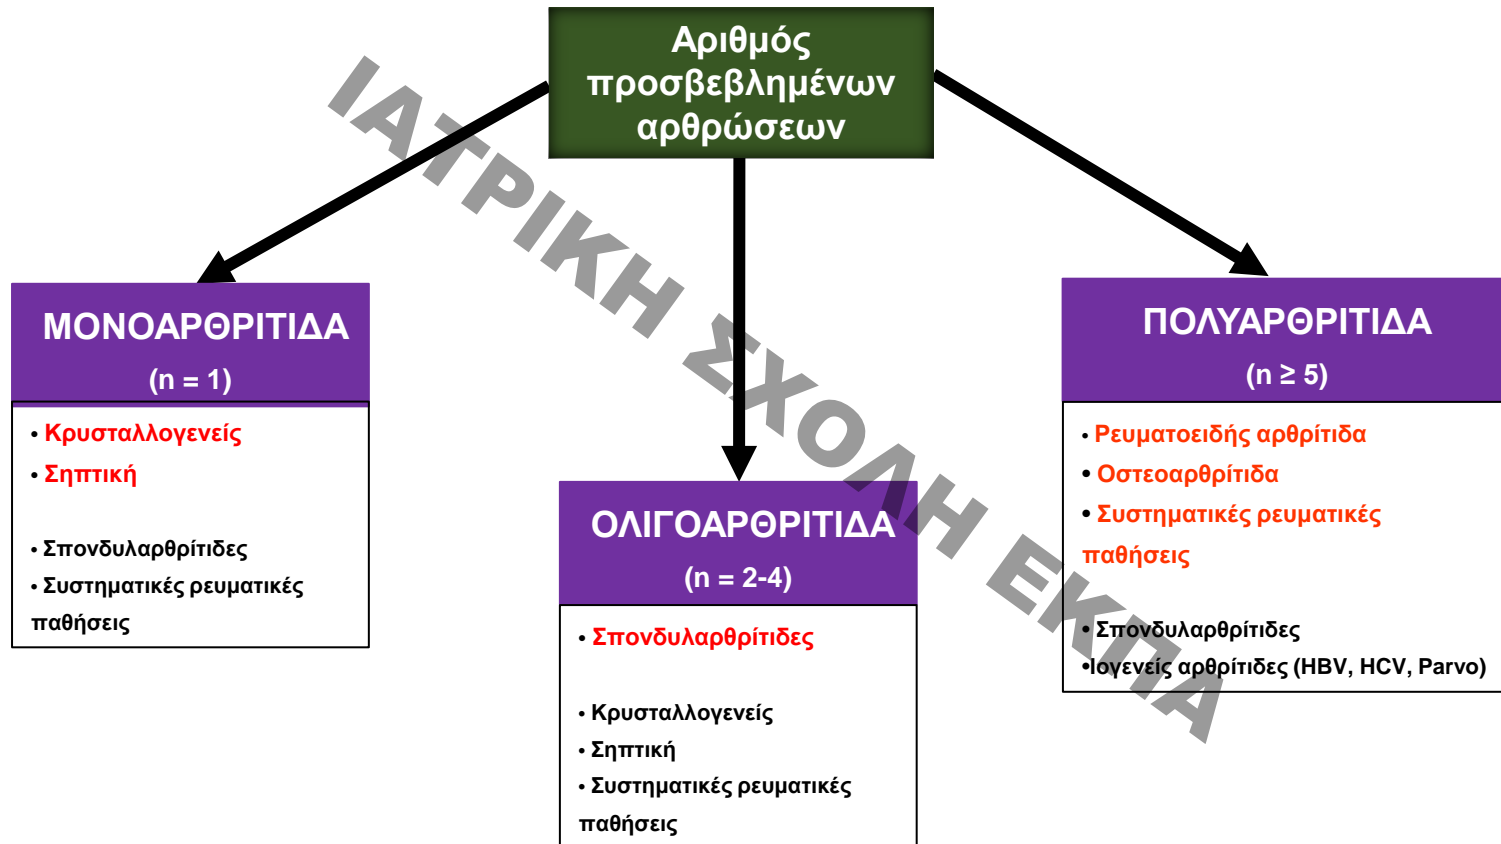 Αριθμός
προσβεβλημένων
αρθρώσεων
ΙΑΤΡΙΚΗ ΣΧΟΛΗ ΕΚΠΑ
ΜΟΝΟΑΡΘΡΙΤΙΔΑ
(n = 1)
• Κρυσταλλογενείς
• Σηπτική
• Σπονδυλαρθρίτιδες
• Συστηματικές ρευματικές
παθήσεις
ΟΛΙΓΟΑΡΘΡΙΤΙΔΑ
(n = 2-4)
• Σπονδυλαρθρίτιδες
• Κρυσταλλογενείς
• Σηπτική
• Συστηματικές ρευματικές
παθήσεις
ΠΟΛΥΑΡΘΡΙΤΙΔΑ
(n ≥ 5)
• Ρευματοειδής αρθρίτιδα
• Οστεοαρθρίτιδα
• Συστηματικές ρευματικές
παθήσεις
• Σπονδυλαρθρίτιδες
•Ιογενείς αρθρίτιδες (HBV, HCV, Parvo)